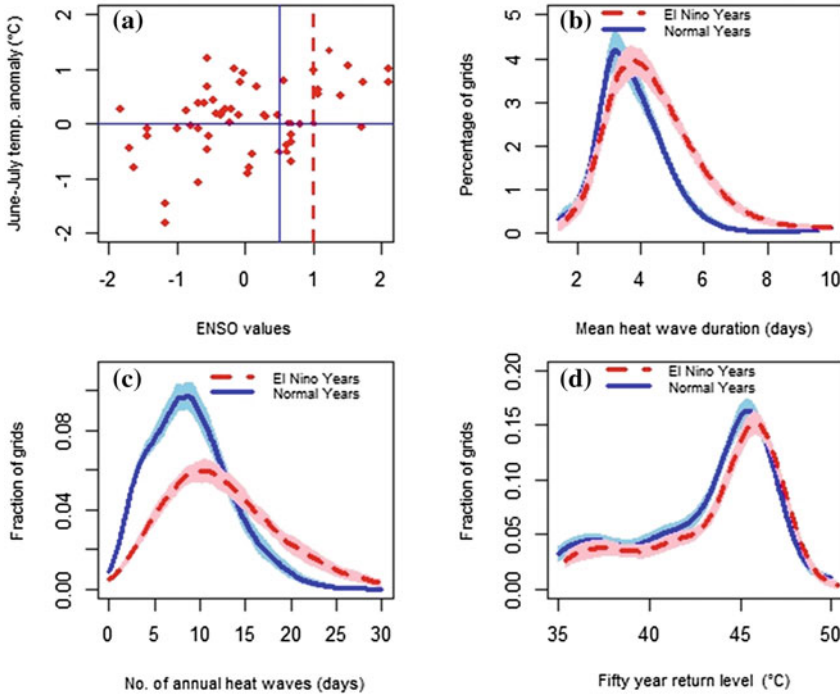 (a)
June-July temp. anomaly (°C)
2
1
0
-1
-2
-2 -1 0 1 2
ENSO values
(b)
El Nino Years
Normal Years
Percentage of grids
5
4
3
2
1
0
2 4 6 8 10
Mean heat wave duration (days)
(c)
El Nino Years
Normal Years
Fraction of grids
0.08
0.04
0.00
0 5 10 15 20 25 30
No. of annual heat waves (days)
(d)
El Nino Years
Normal Years
Fraction of grids
0.20
0.15
0.10
0.05
0.00
35 40 45 50
Fifty year return level (°C)